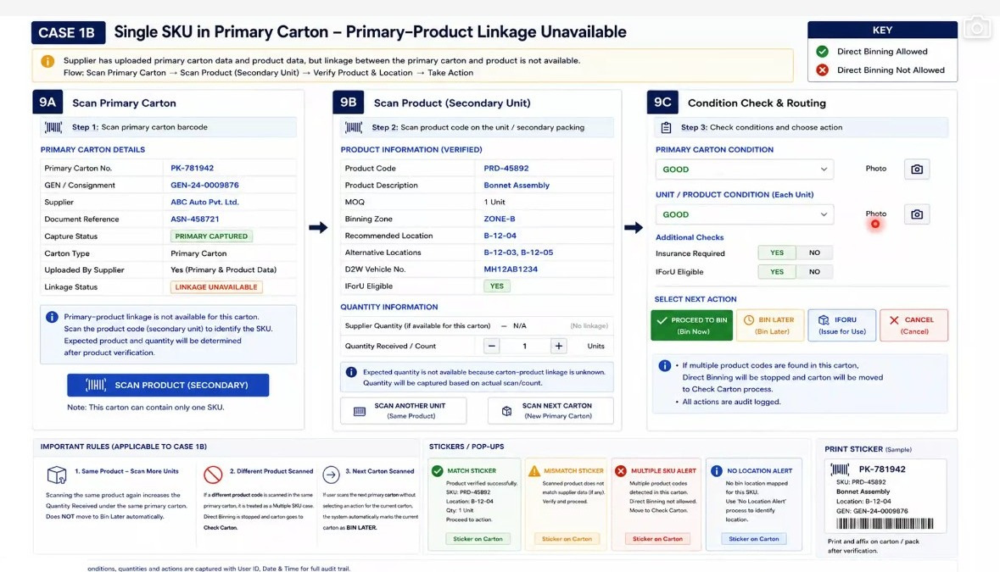 CASE 1B
Single SKU in Primary Carton – Primary–Product Linkage Unavailable
Supplier has uploaded primary carton data and product data, but linkage between the primary carton and product is not available.
Flow: Scan Primary Carton → Scan Product (Secondary Unit) → Verify Product & Location → Take Action
KEY
Direct Binning Allowed
Direct Binning Not Allowed
9A Scan Primary Carton
Step 1: Scan primary carton barcode
PRIMARY CARTON DETAILS
Primary Carton No. PK-781942
GEN / Consignment GEN-24-0009876
Supplier ABC Auto Pvt. Ltd.
Document Reference ASN-458721
Capture Status PRIMARY CAPTURED
Carton Type Primary Carton
Uploaded By Supplier Yes (Primary & Product Data)
Linkage Status LINKAGE UNAVAILABLE
Primary–product linkage is not available for this carton.
Scan the product code (secondary unit) to identify the SKU.
Expected product and quantity will be determined
after product verification.
SCAN PRODUCT (SECONDARY)
Note: This carton can contain only one SKU.
9B Scan Product (Secondary Unit)
Step 2: Scan product code on the unit / secondary packing
PRODUCT INFORMATION (VERIFIED)
Product Code PRD-45892
Product Description Bonnet Assembly
MOQ 1 Unit
Binning Zone ZONE-B
Recommended Location B-12-04
Alternative Locations B-12-03, B-12-05
D2W Vehicle No. MH12AB1234
IForU Eligible YES
QUANTITY INFORMATION
Supplier Quantity (if available for this carton) – N/A (No linkage)
Quantity Received / Count − 1 + Units
Expected quantity is not available because carton-product linkage is unknown.
Quantity will be captured based on actual scan/count.
SCAN ANOTHER UNIT
(Same Product)
SCAN NEXT CARTON
(New Primary Carton)
9C Condition Check & Routing
Step 3: Check conditions and choose action
PRIMARY CARTON CONDITION
GOOD Photo
UNIT / PRODUCT CONDITION (Each Unit)
GOOD Photo
Additional Checks
Insurance Required YES NO
IForU Eligible YES NO
SELECT NEXT ACTION
PROCEED TO BIN
(Bin Now)
BIN LATER
(Bin Later)
IFORU
(Issue for Use)
CANCEL
(Cancel)
• If multiple product codes are found in this carton,
Direct Binning will be stopped and carton will be moved
to Check Carton process.
• All actions are audit logged.
IMPORTANT RULES (APPLICABLE TO CASE 1B)
1. Same Product – Scan More Units
Scanning the same product again increases the
Quantity Received under the same primary carton.
Does NOT move to Bin Later automatically.
2. Different Product Scanned
If a different product code is scanned in the same
primary carton, it is treated as a Multiple SKU case.
Direct Binning is stopped and carton goes to
Check Carton.
3. Next Carton Scanned
If user scans the next primary carton without
selecting an action for the current carton,
the system automatically marks the current
carton as BIN LATER.
STICKERS / POP-UPS
MATCH STICKER
Product verified successfully.
SKU: PRD-45892
Location: B-12-04
Qty: 1 Unit
Proceed to action.
Sticker on Carton
MISMATCH STICKER
Scanned product does not
match supplier data (if any).
Verify and proceed.
Sticker on Carton
MULTIPLE SKU ALERT
Multiple product codes
detected in this carton.
Direct Binning not allowed.
Move to Check Carton.
Sticker on Carton
NO LOCATION ALERT
No bin location mapped
for this SKU.
Use 'No Location Alert'
process to identify
location.
Sticker on Carton
PRINT STICKER (Sample)
PK-781942
SKU: PRD-45892
Bonnet Assembly
Location: B-12-04
GEN: GEN-24-0009876
Print and affix on carton / pack
after verification.
onditions, quantities and actions are captured with User ID, Date & Time for full audit trail.